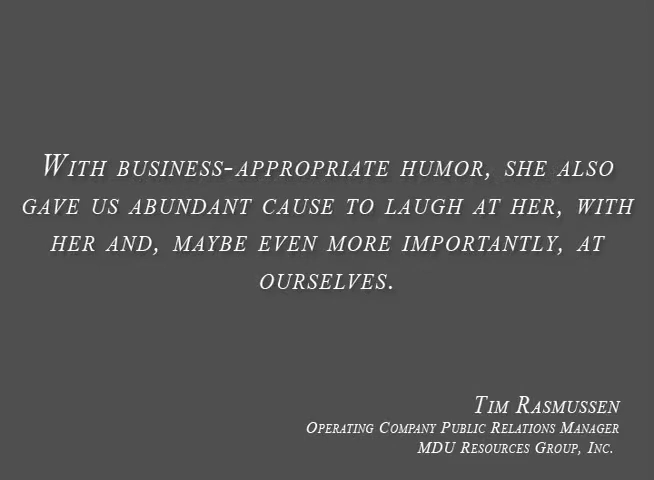 With business-appropriate humor, she also
gave us abundant cause to laugh at her, with
her and, maybe even more importantly, at
ourselves.
Tim Rasmussen
Operating Company Public Relations Manager
MDU Resources Group, Inc.